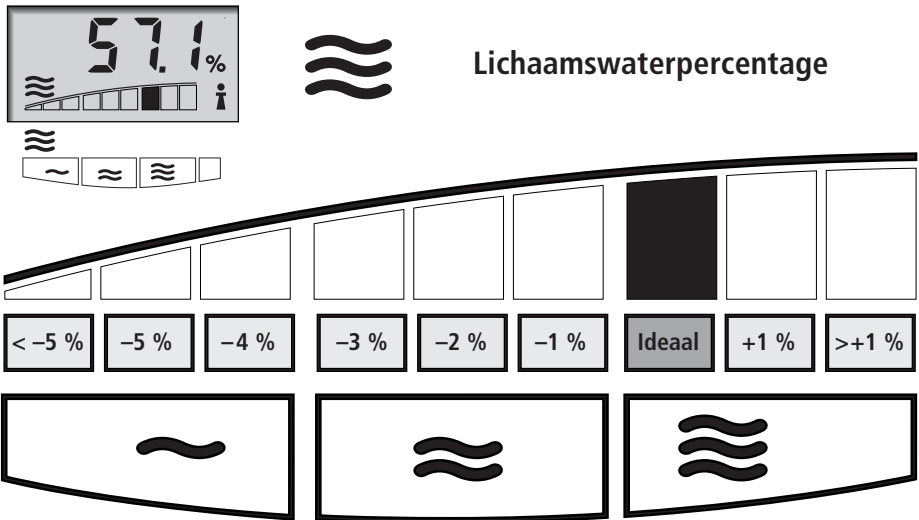 57.1%
Lichaamswaterpercentage
< –5 % –5 % –4 % –3 % –2 % –1 % Ideaal +1 % >+1 %